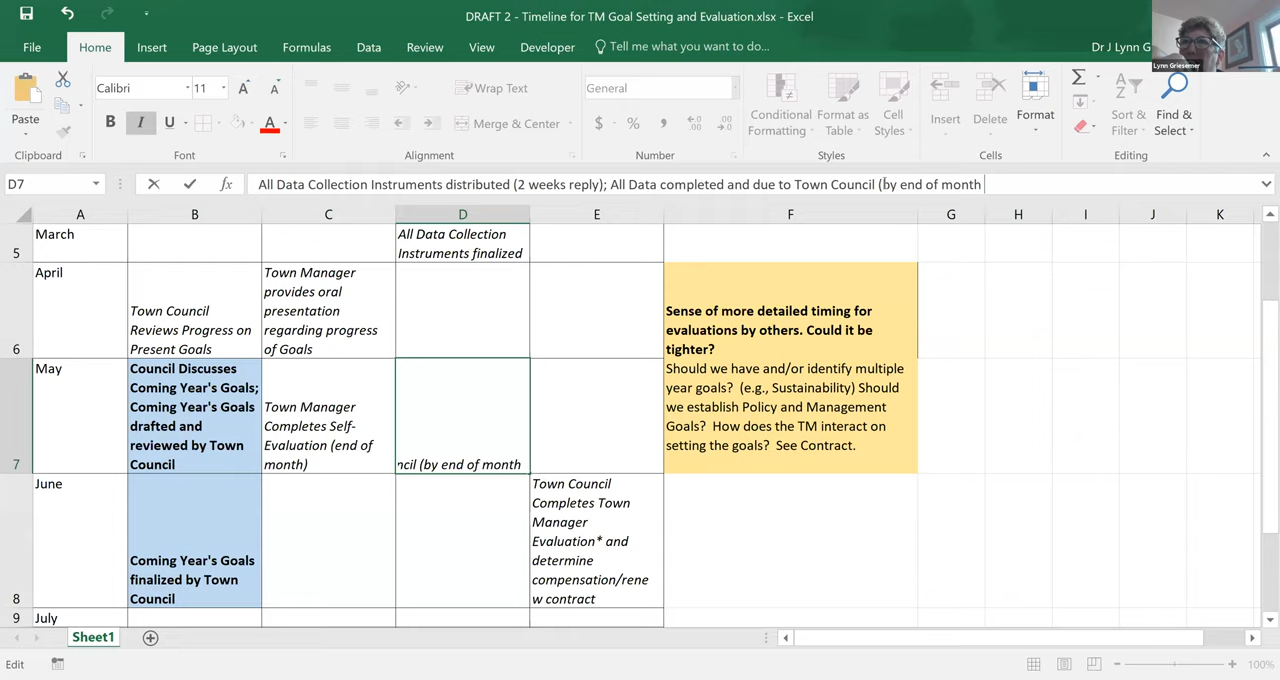 DRAFT 2 - Timeline for TM Goal Setting and Evaluation.xlsx - Excel
File
Home
Insert
Page Layout
Formulas
Data
Review
View
Developer
Tell me what you want to do...
Dr J Lynn G
Lynn Griesemer
Paste
Calibri
11
A
A
B
I
U
A
Wrap Text
Merge & Center
General
$ % ,
Conditional
Formatting
Format as
Table
Cell
Styles
Insert
Delete
Format
Sort &
Filter
Find &
Select
Clipboard
Font
Alignment
Number
Styles
Cells
Editing
D7
fx
All Data Collection Instruments distributed (2 weeks reply); All Data completed and due to Town Council (by end of month
A B C D E F G H I J K
5
March
All Data Collection
Instruments finalized
6
April
Town Council
Reviews Progress on
Present Goals
Town Manager
provides oral
presentation
regarding progress
of Goals
Sense of more detailed timing for
evaluations by others. Could it be
tighter?
7
May
Council Discusses
Coming Year's Goals;
Coming Year's Goals
drafted and
reviewed by Town
Council
Town Manager
Completes Self-
Evaluation (end of
month)
ncil (by end of month
Should we have and/or identify multiple
year goals? (e.g., Sustainability) Should
we establish Policy and Management
Goals? How does the TM interact on
setting the goals? See Contract.
8
June
Coming Year's Goals
finalized by Town
Council
Town Council
Completes Town
Manager
Evaluation* and
determine
compensation/rene
w contract
9
July
Sheet1
Edit
100%